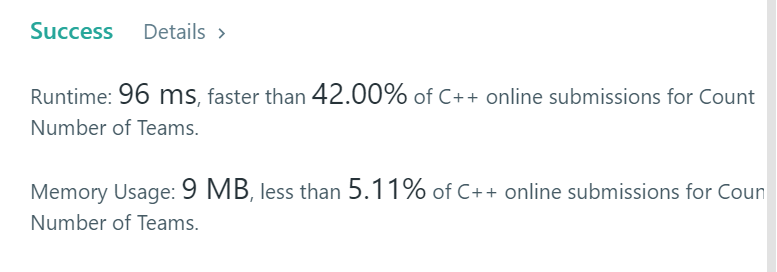 Success Details >
Runtime: 96 ms, faster than 42.00% of C++ online submissions for Count
Number of Teams.
Memory Usage: 9 MB, less than 5.11% of C++ online submissions for Coun
Number of Teams.